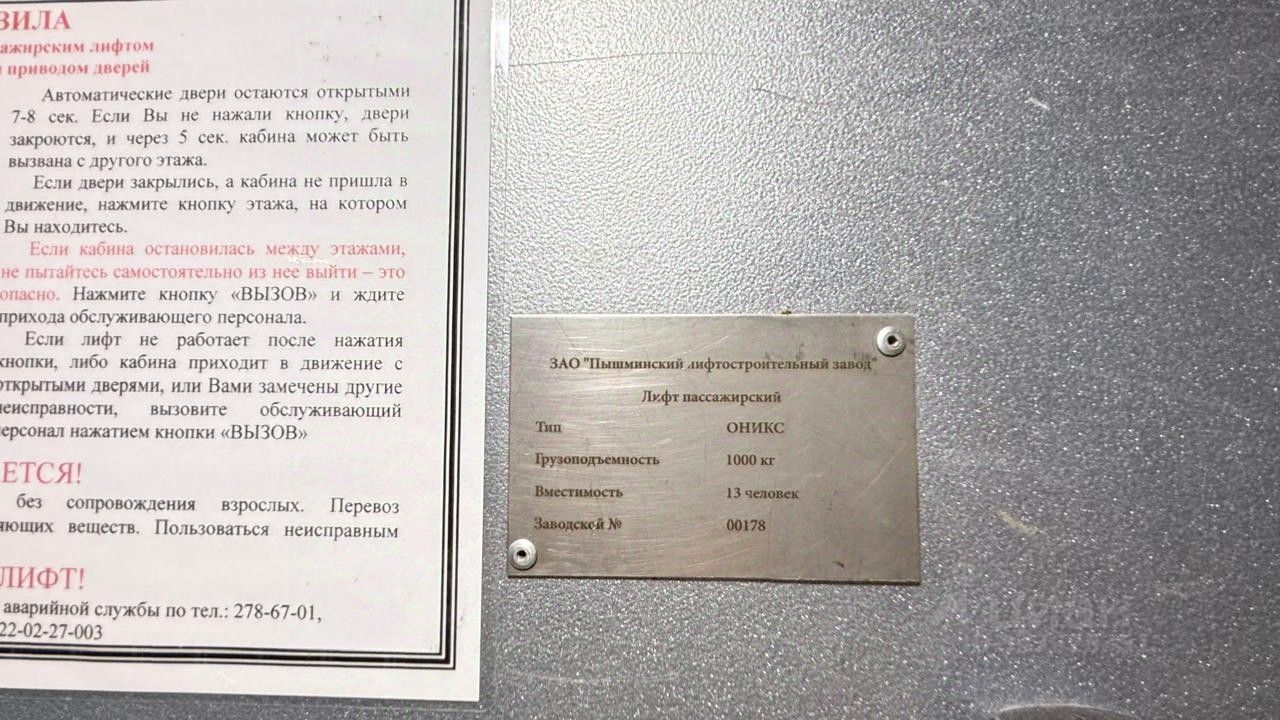 ВИЛА
сажирским лифтом
приводом дверей
Автоматические двери остаются открытыми
7-8 сек. Если Вы не нажали кнопку, двери
закроются, и через 5 сек. кабина может быть
вызвана с другого этажа.
Если двери закрылись, а кабина не пришла в
движение, нажмите кнопку этажа, на котором
Вы находитесь.
Если кабина остановилась между этажами,
не пытайтесь самостоятельно из нее выйти – это
опасно. Нажмите кнопку «ВЫЗОВ» и ждите
прихода обслуживающего персонала.
Если лифт не работает после нажатия
кнопки, либо кабина приходит в движение с
открытыми дверями, или Вами замечены другие
неисправности, вызовите обслуживающий
персонал нажатием кнопки «ВЫЗОВ»
ЕТСЯ!
без сопровождения взрослых. Перевоз
яющих веществ. Пользоваться неисправным
ЛИФТ!
аварийной службы по тел.: 278-67-01,
22-02-27-003
ЗАО "Пышминский лифтостроительный завод"
Лифт пассажирский
Тип ОНИКС
Грузоподъемность 1000 кг
Вместимость 13 человек
Заводской № 00178